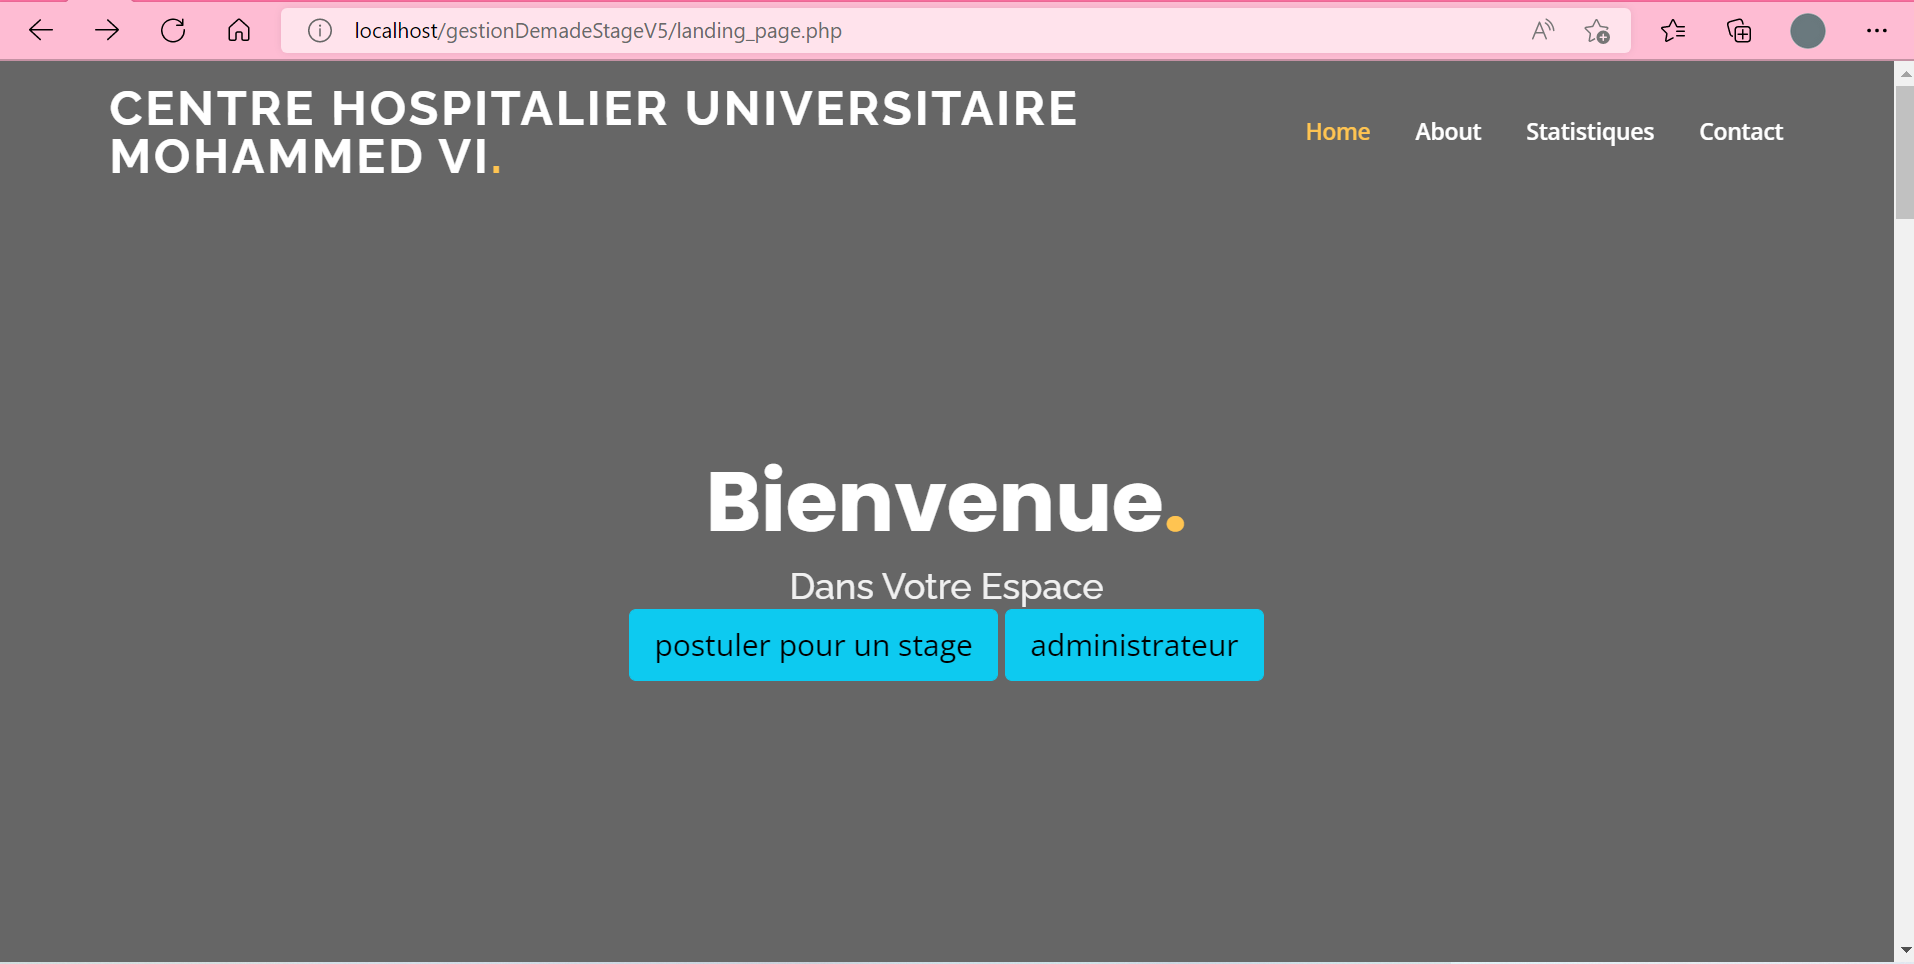 localhost/gestionDemadeStageV5/landing_page.php
CENTRE HOSPITALIER UNIVERSITAIRE
MOHAMMED VI.
Home About Statistiques Contact
Bienvenue.
Dans Votre Espace
postuler pour un stage administrateur